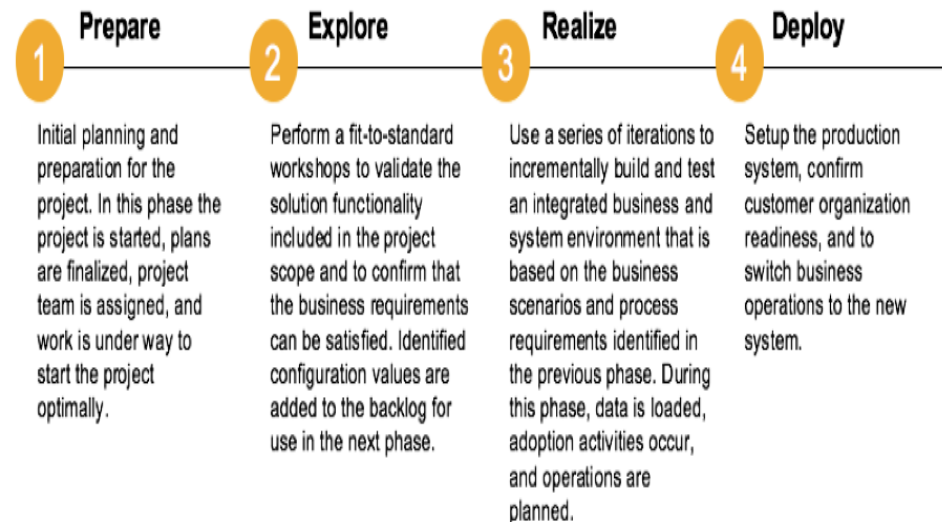 1
Prepare
Initial planning and
preparation for the
project. In this phase the
project is started, plans
are finalized, project
team is assigned, and
work is under way to
start the project
optimally.
2
Explore
Perform a fit-to-standard
workshops to validate the
solution functionality
included in the project
scope and to confirm that
the business requirements
can be satisfied. Identified
configuration values are
added to the backlog for
use in the next phase.
3
Realize
Use a series of iterations to
incrementally build and test
an integrated business and
system environment that is
based on the business
scenarios and process
requirements identified in
the previous phase. During
this phase, data is loaded,
adoption activities occur,
and operations are
planned.
4
Deploy
Setup the production
system, confirm
customer organization
readiness, and to
switch business
operations to the new
system.